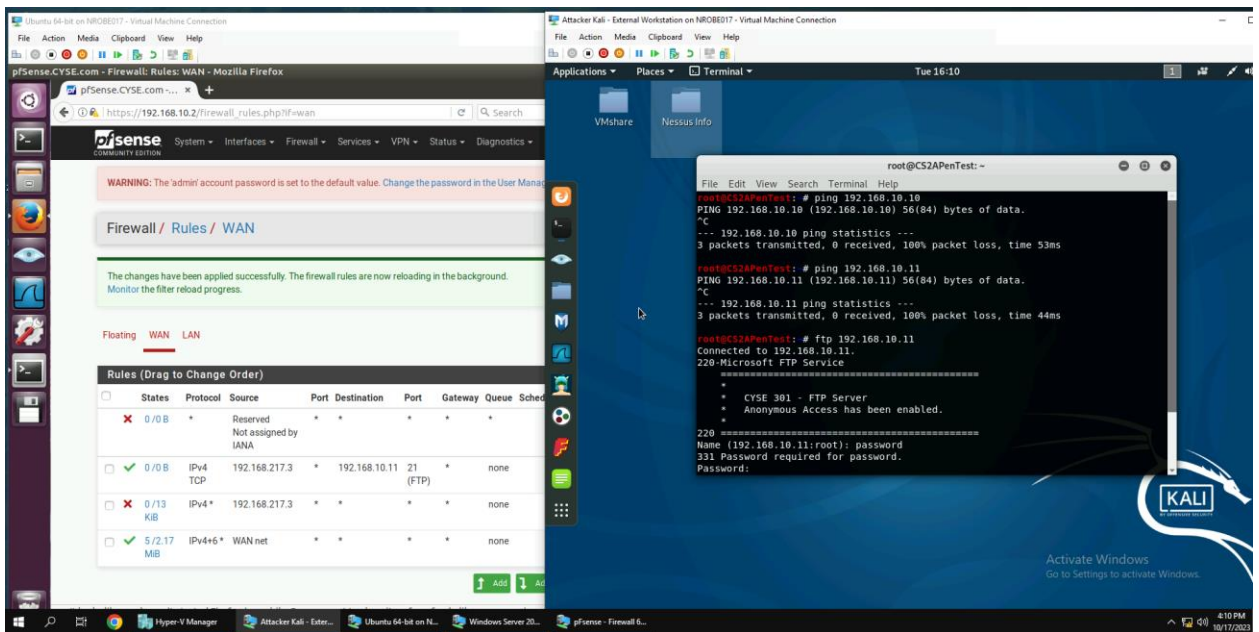 Ubuntu 64-bit on NROBE017 - Virtual Machine Connection
File Action Media Clipboard View Help
pfSense.CYSE.com - Firewall: Rules: WAN - Mozilla Firefox
pfSense.CYSE.com -... × +
https://192.168.10.2/firewall_rules.php?if=wan
Search
pfsense
COMMUNITY EDITION
System Interfaces Firewall Services VPN Status Diagnostics
WARNING: The 'admin' account password is set to the default value. Change the password in the User Manag
Firewall / Rules / WAN
The changes have been applied successfully. The firewall rules are now reloading in the background.
Monitor the filter reload progress.
Floating WAN LAN
Rules (Drag to Change Order)
States Protocol Source Port Destination Port Gateway Queue Sched
0 /0 B * Reserved * * * * *
Not assigned by
IANA
0 /0 B IPv4 192.168.217.3 * 192.168.10.11 21 * none
TCP (FTP)
0 /13 IPv4 * 192.168.217.3 * * * * none
KiB
5 /2.17 IPv4+6 * WAN net * * * * none
MiB
Add Ad
Attacker Kali - External Workstation on NROBE017 - Virtual Machine Connection
File Action Media Clipboard View Help
Applications Places Terminal Tue 16:10 1
VMshare Nessus Info
root@CS2APenTest: ~
File Edit View Search Terminal Help
root@CS2APenTest: # ping 192.168.10.10
PING 192.168.10.10 (192.168.10.10) 56(84) bytes of data.
^C
--- 192.168.10.10 ping statistics ---
3 packets transmitted, 0 received, 100% packet loss, time 53ms
root@CS2APenTest: # ping 192.168.10.11
PING 192.168.10.11 (192.168.10.11) 56(84) bytes of data.
^C
--- 192.168.10.11 ping statistics ---
3 packets transmitted, 0 received, 100% packet loss, time 44ms
root@CS2APenTest: # ftp 192.168.10.11
Connected to 192.168.10.11.
220-Microsoft FTP Service
===========================================
*
* CYSE 301 - FTP Server
* Anonymous Access has been enabled.
*
220 ===========================================
Name (192.168.10.11:root): password
331 Password required for password.
Password:
KALI
BY OFFENSIVE SECURITY
Activate Windows
Go to Settings to activate Windows.
Hyper-V Manager
Attacker Kali - Exter...
Ubuntu 64-bit on N...
Windows Server 20...
pfsense - Firewall 6...
4:10 PM
10/17/2023